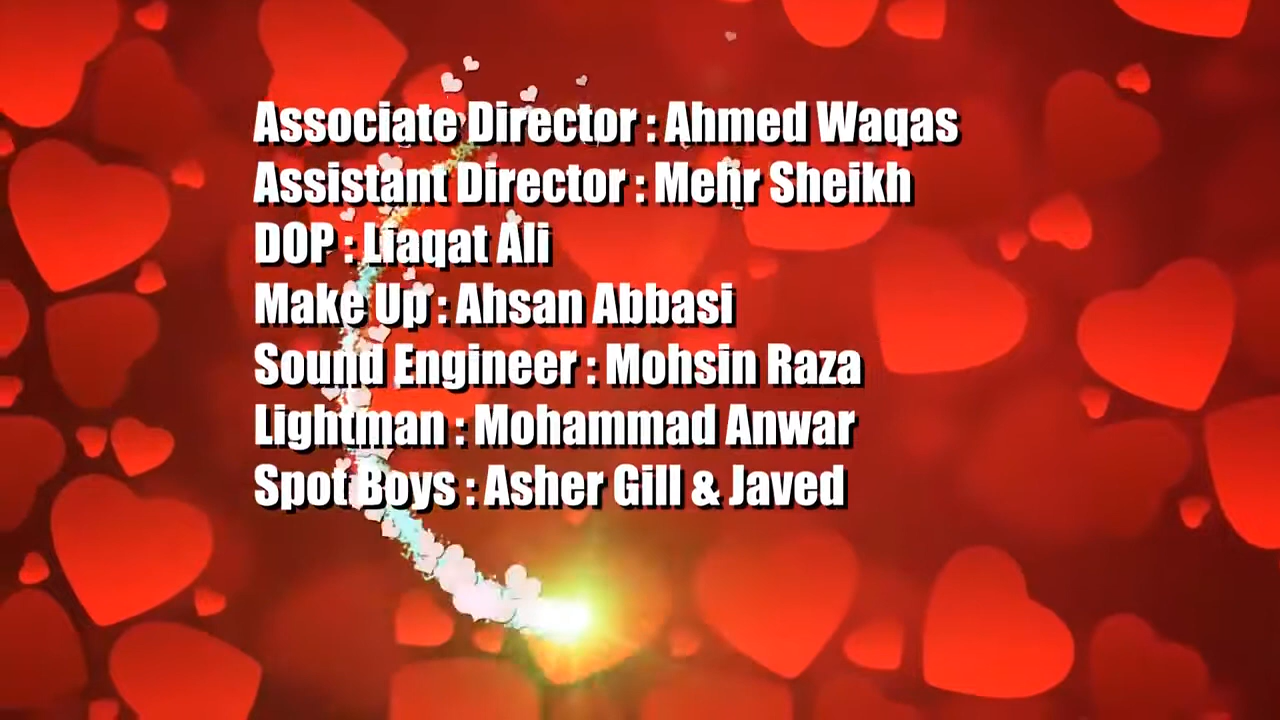 Associate Director : Ahmed Waqas
Assistant Director : Mehr Sheikh
DOP : Liaqat Ali
Make Up : Ahsan Abbasi
Sound Engineer : Mohsin Raza
Lightman : Mohammad Anwar
Spot Boys : Asher Gill & Javed